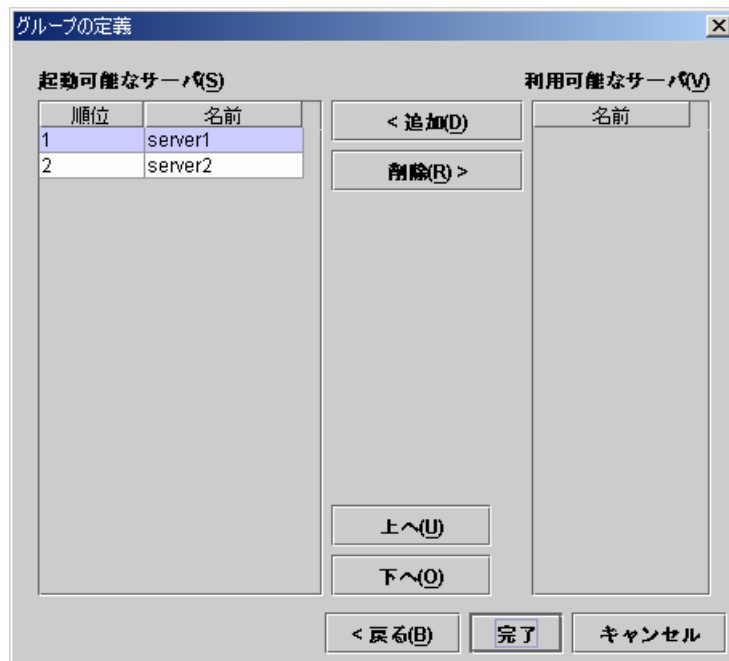 グループの定義
起動可能なサーバ(S)
利用可能なサーバ(V)
順位 名前
1 server1
2 server2
< 追加(D)
削除(R) >
名前
上へ(U)
下へ(O)
< 戻る(B) 完了 キャンセル